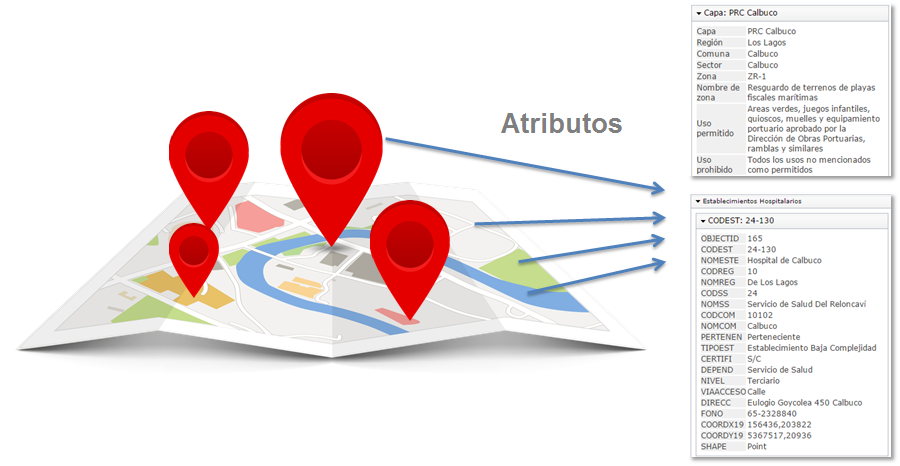 Atributos
Capa: PRC Calbuco
Capa PRC Calbuco
Región Los Lagos
Comuna Calbuco
Sector Calbuco
Zona ZR-1
Nombre de zona Resguardo de terrenos de playas
fiscales marítimas
Uso permitido Areas verdes, juegos infantiles,
quioscos, muelles y equipamiento
portuario aprobado por la
Dirección de Obras Portuarias,
ramblas y similares
Uso prohibido Todos los usos no mencionados
como permitidos
Establecimientos Hospitalarios
CODEST: 24-130
OBJECTID 165
CODEST 24-130
NOMESTE Hospital de Calbuco
CODREG 10
NOMREG De Los Lagos
CODSS 24
NOMSS Servicio de Salud Del Reloncaví
CODCOM 10102
NOMCOM Calbuco
PERTENEN Perteneciente
TIPOEST Establecimiento Baja Complejidad
CERTIFI S/C
DEPEND Servicio de Salud
NIVEL Terciario
VIAACCESO Calle
DIRECC Eulogio Goycolea 450 Calbuco
FONO 65-2328840
COORDX19 156436,203822
COORDY19 5367517,20936
SHAPE Point